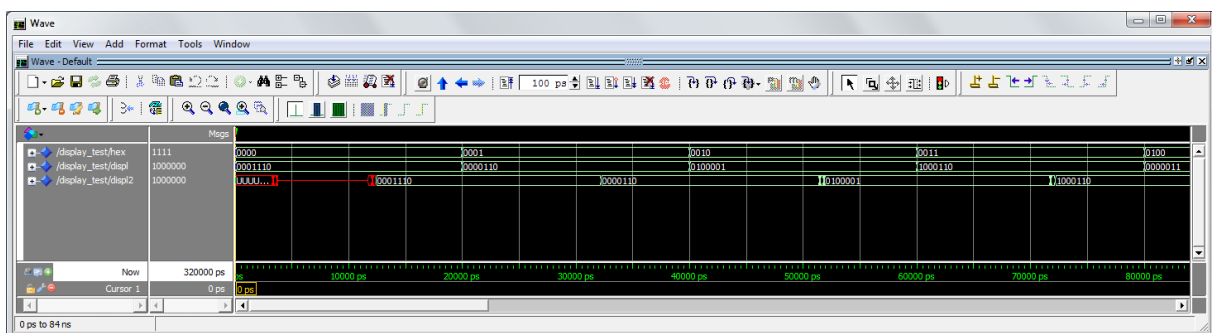 Wave
File Edit View Add Format Tools Window
Wave - Default
100 ps
Msgs
/display_test/hex 1111 0000 0001 0010 0011 0100
/display_test/displ 1000000 0001110 0000110 0100001 1000110 0000011
/display_test/displ2 1000000 UUUU... 0001110 0000110 0100001 1000110
Now 320000 ps ps 10000 ps 20000 ps 30000 ps 40000 ps 50000 ps 60000 ps 70000 ps 80000 ps
Cursor 1 0 ps 0 ps
0 ps to 84 ns